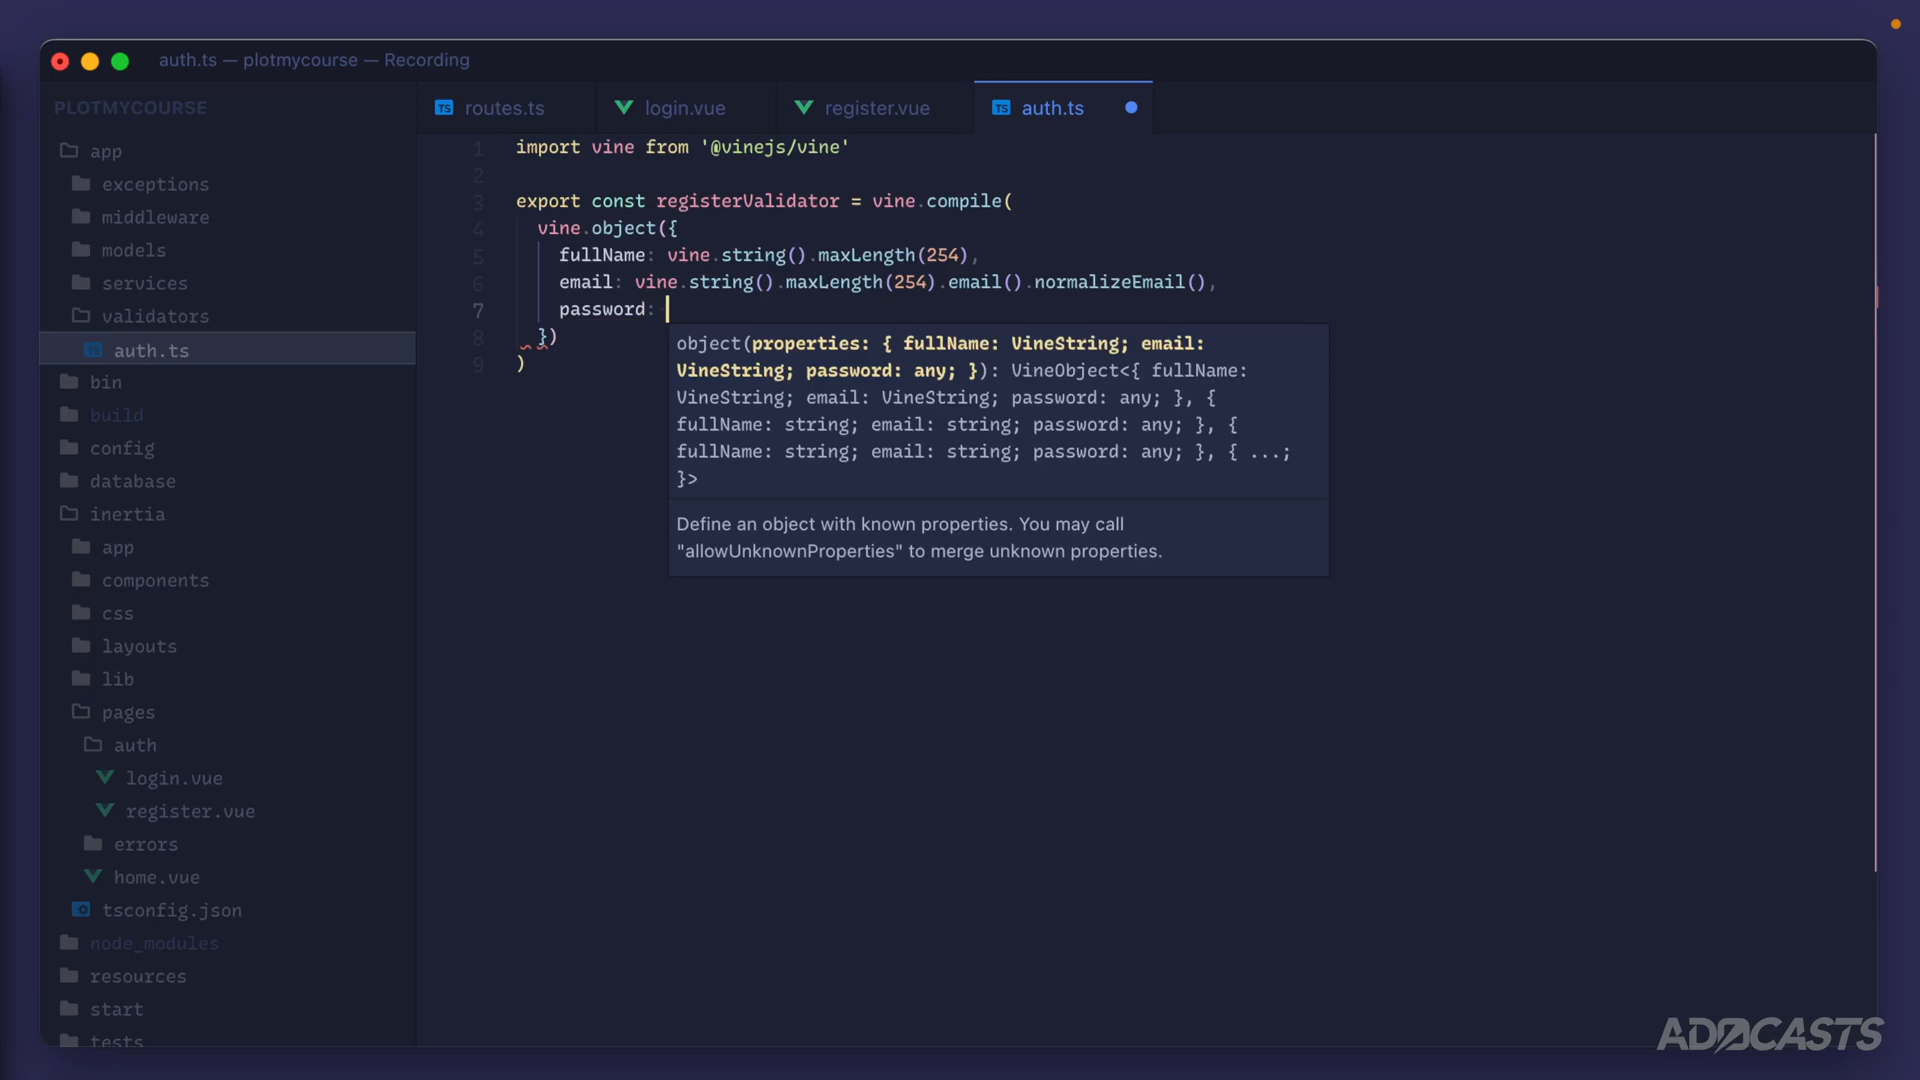 auth.ts — plotmycourse — Recording
PLOTMYCOURSE
app
exceptions
middleware
models
services
validators
auth.ts
bin
build
config
database
inertia
app
components
css
layouts
lib
pages
auth
login.vue
register.vue
errors
home.vue
tsconfig.json
node_modules
resources
start
tests
routes.ts
login.vue
register.vue
auth.ts
1 import vine from '@vinejs/vine'
2
3 export const registerValidator = vine.compile(
4 vine.object({
5 fullName: vine.string().maxLength(254),
6 email: vine.string().maxLength(254).email().normalizeEmail(),
7 password:
8 })
9 )
object(properties: { fullName: VineString; email:
VineString; password: any; }): VineObject<{ fullName:
VineString; email: VineString; password: any; }, {
fullName: string; email: string; password: any; }, {
fullName: string; email: string; password: any; }, { ...;
}>
Define an object with known properties. You may call
"allowUnknownProperties" to merge unknown properties.
ADOCASTS